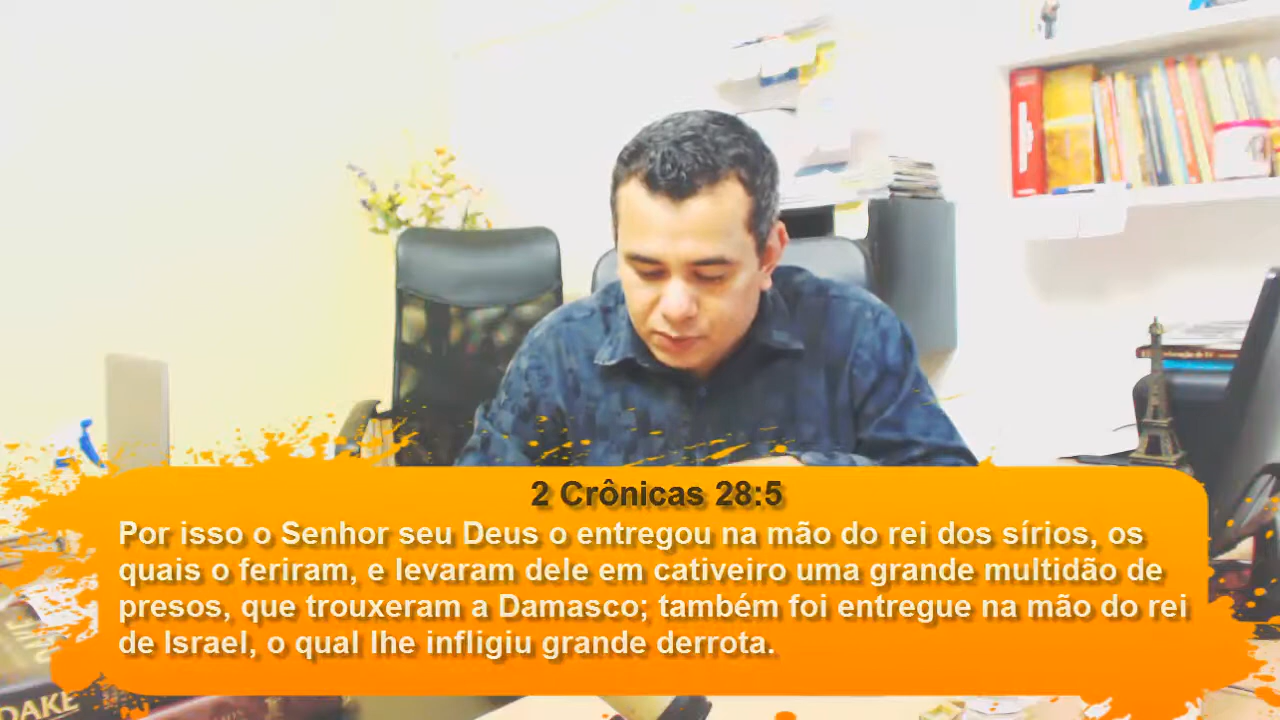 2 Crônicas 28:5
Por isso o Senhor seu Deus o entregou na mão do rei dos sírios, os
quais o feriram, e levaram dele em cativeiro uma grande multidão de
presos, que trouxeram a Damasco; também foi entregue na mão do rei
de Israel, o qual lhe infligiu grande derrota.
DAKE